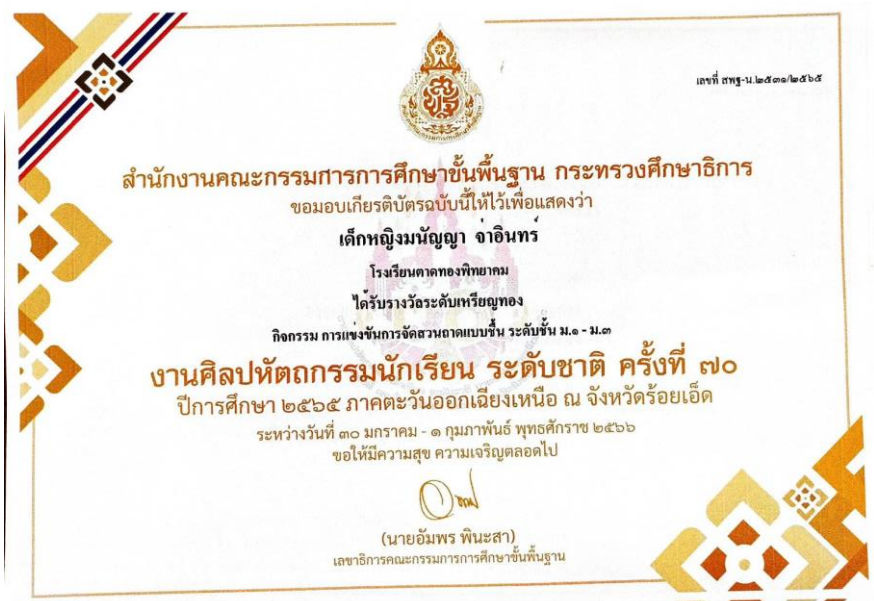 เลขที่ สพฐ-น.๒๕๓๑/๒๕๖๕
สำนักงานคณะกรรมการการศึกษาขั้นพื้นฐาน กระทรวงศึกษาธิการ
ขอมอบเกียรติบัตรฉบับนี้ให้ไว้เพื่อแสดงว่า
เด็กหญิงมนัญญา จ่าอินทร์
โรงเรียนตาดทองพิทยาคม
ได้รับรางวัลระดับเหรียญทอง
กิจกรรม การแข่งขันการจัดสวนถาดแบบชื้น ระดับชั้น ม.๑ - ม.๓
งานศิลปหัตถกรรมนักเรียน ระดับชาติ ครั้งที่ ๗๐
ปีการศึกษา ๒๕๖๕ ภาคตะวันออกเฉียงเหนือ ณ จังหวัดร้อยเอ็ด
ระหว่างวันที่ ๓๐ มกราคม - ๑ กุมภาพันธ์ พุทธศักราช ๒๕๖๖
ขอให้มีความสุข ความเจริญตลอดไป
(นายอัมพร พินะสา)
เลขาธิการคณะกรรมการการศึกษาขั้นพื้นฐาน